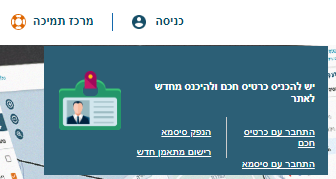 כניסה
מרכז תמיכה
יש להכניס כרטיס חכם ולהיכנס מחדש
לאתר
התחבר עם כרטיס
חכם
התחבר עם סיסמא
הנפק סיסמא
רישום מתאמן חדש